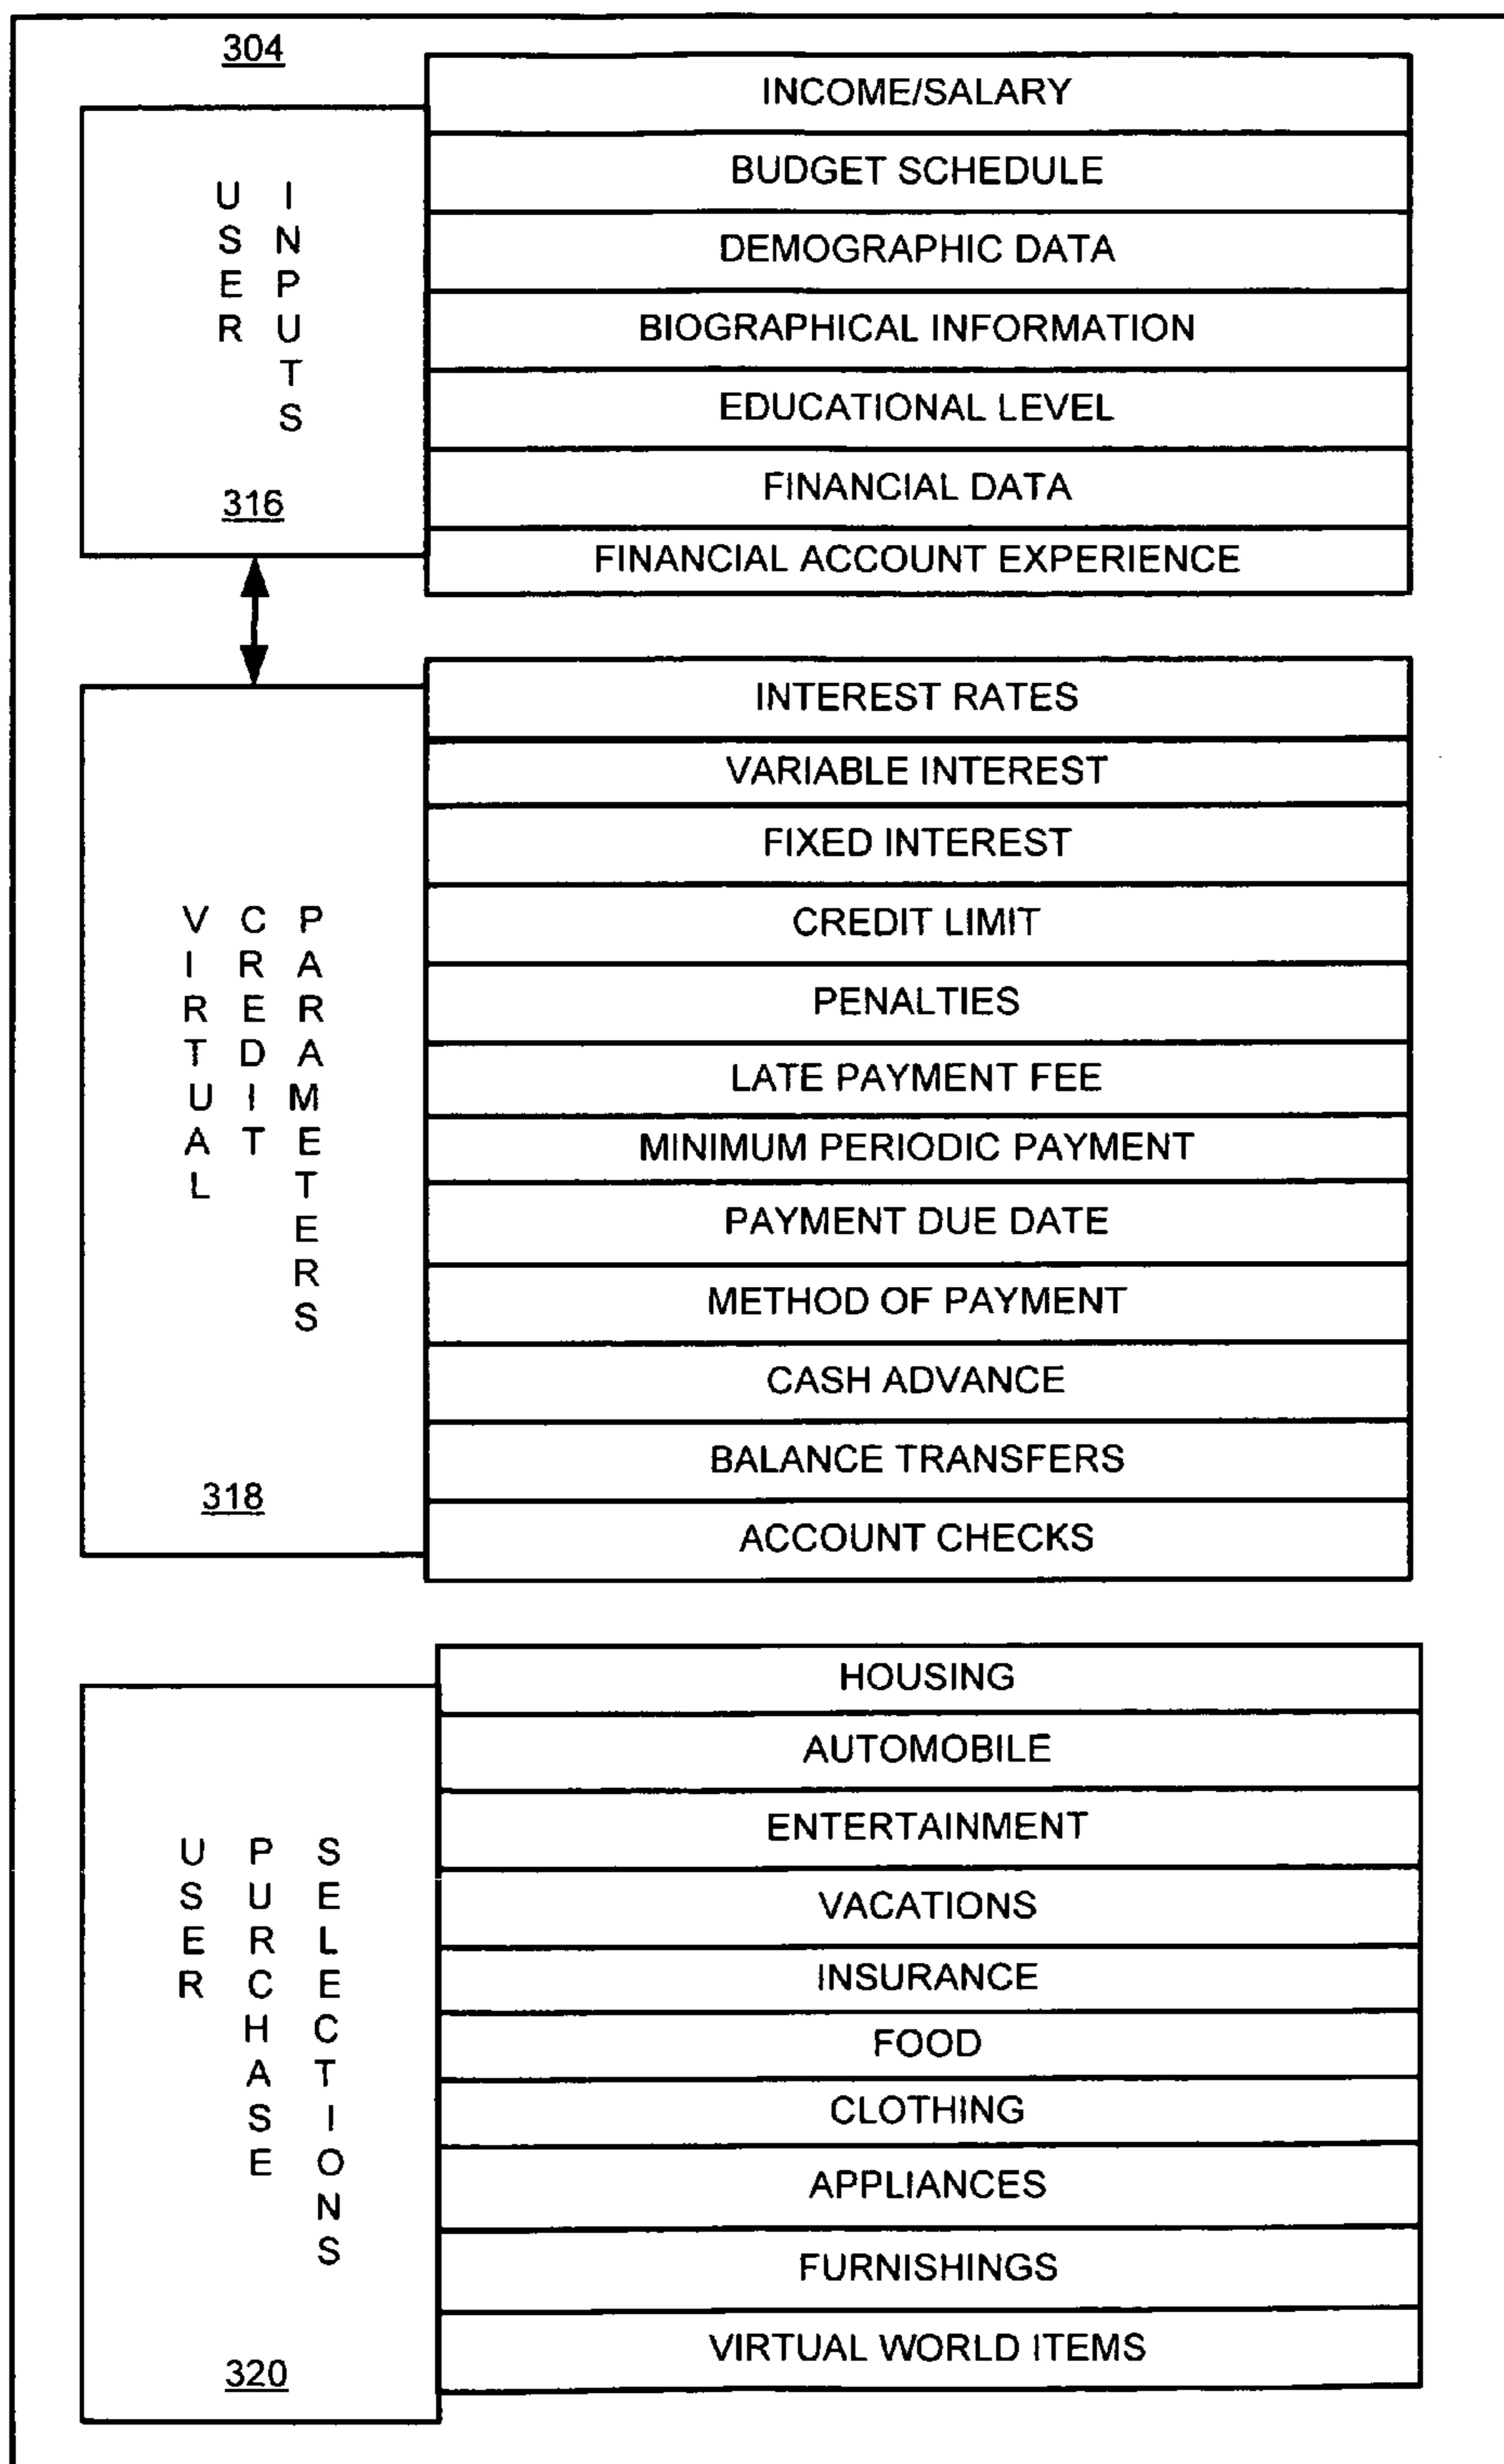 304
USER INPUTS
316
INCOME/SALARY
BUDGET SCHEDULE
DEMOGRAPHIC DATA
BIOGRAPHICAL INFORMATION
EDUCATIONAL LEVEL
FINANCIAL DATA
FINANCIAL ACCOUNT EXPERIENCE
VIRTUAL CREDIT PARAMETERS
318
INTEREST RATES
VARIABLE INTEREST
FIXED INTEREST
CREDIT LIMIT
PENALTIES
LATE PAYMENT FEE
MINIMUM PERIODIC PAYMENT
PAYMENT DUE DATE
METHOD OF PAYMENT
CASH ADVANCE
BALANCE TRANSFERS
ACCOUNT CHECKS
USER PURCHASE SELECTIONS
320
HOUSING
AUTOMOBILE
ENTERTAINMENT
VACATIONS
INSURANCE
FOOD
CLOTHING
APPLIANCES
FURNISHINGS
VIRTUAL WORLD ITEMS